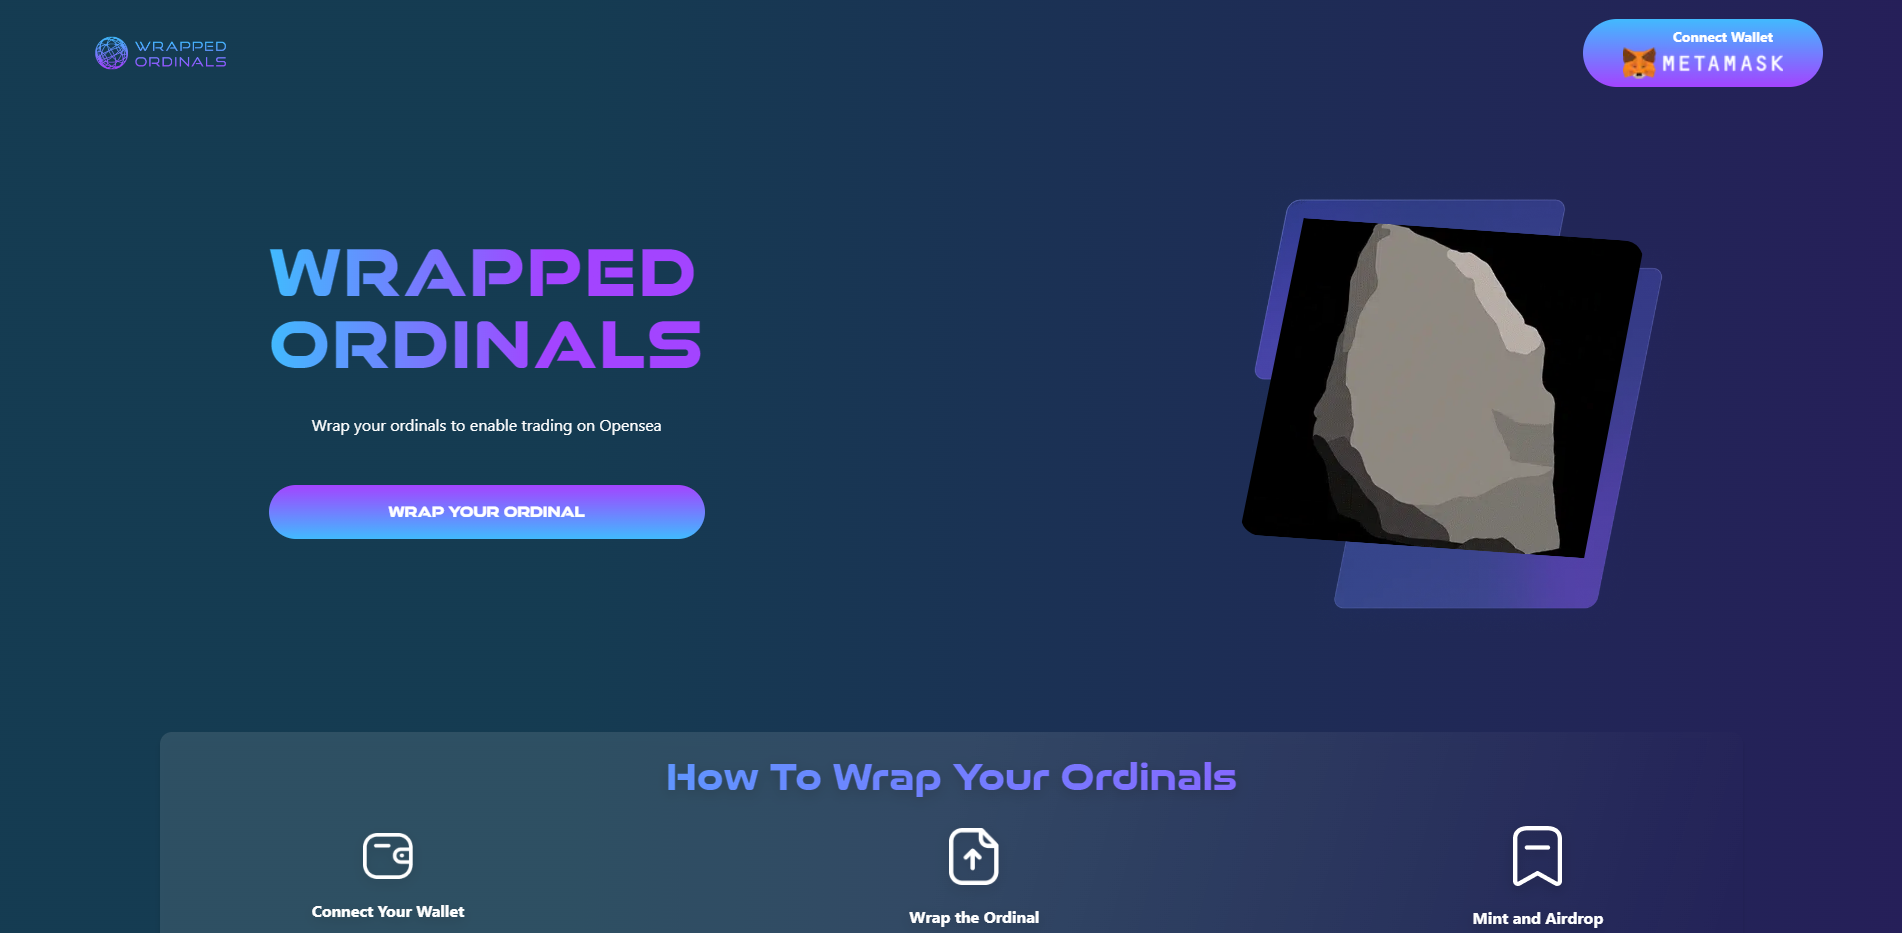 WRAPPED
ORDINALS
Connect Wallet
METAMASK
WRAPPED
ORDINALS
Wrap your ordinals to enable trading on Opensea
WRAP YOUR ORDINAL
How To Wrap Your Ordinals
Connect Your Wallet
Wrap the Ordinal
Mint and Airdrop